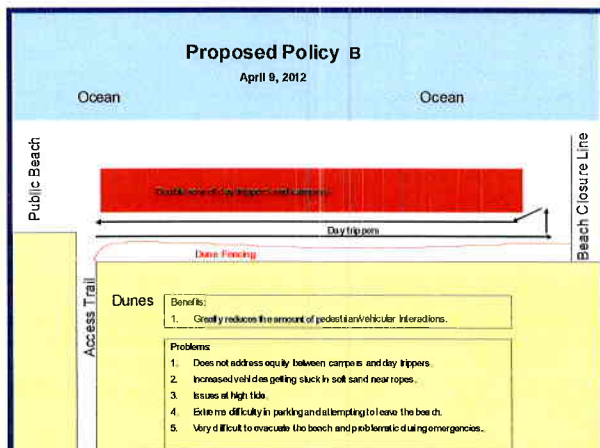 Proposed Policy B
April 9, 2012
Ocean
Ocean
Public Beach
Beach Closure Line
Double row of day trippers and campers
Day trippers
Dune Fencing
Access Trail
Dunes
Benefits:
1. Greatly reduces the amount of pedestrian/vehicular interactions.
Problems:
1. Does not address equity between campers and day trippers.
2. Increased vehicles getting stuck in soft sand near ropes.
3. Issues at high tide.
4. Extreme difficulty in parking and attempting to leave the beach.
5. Very difficult to evacuate the beach and problematic during emergencies.